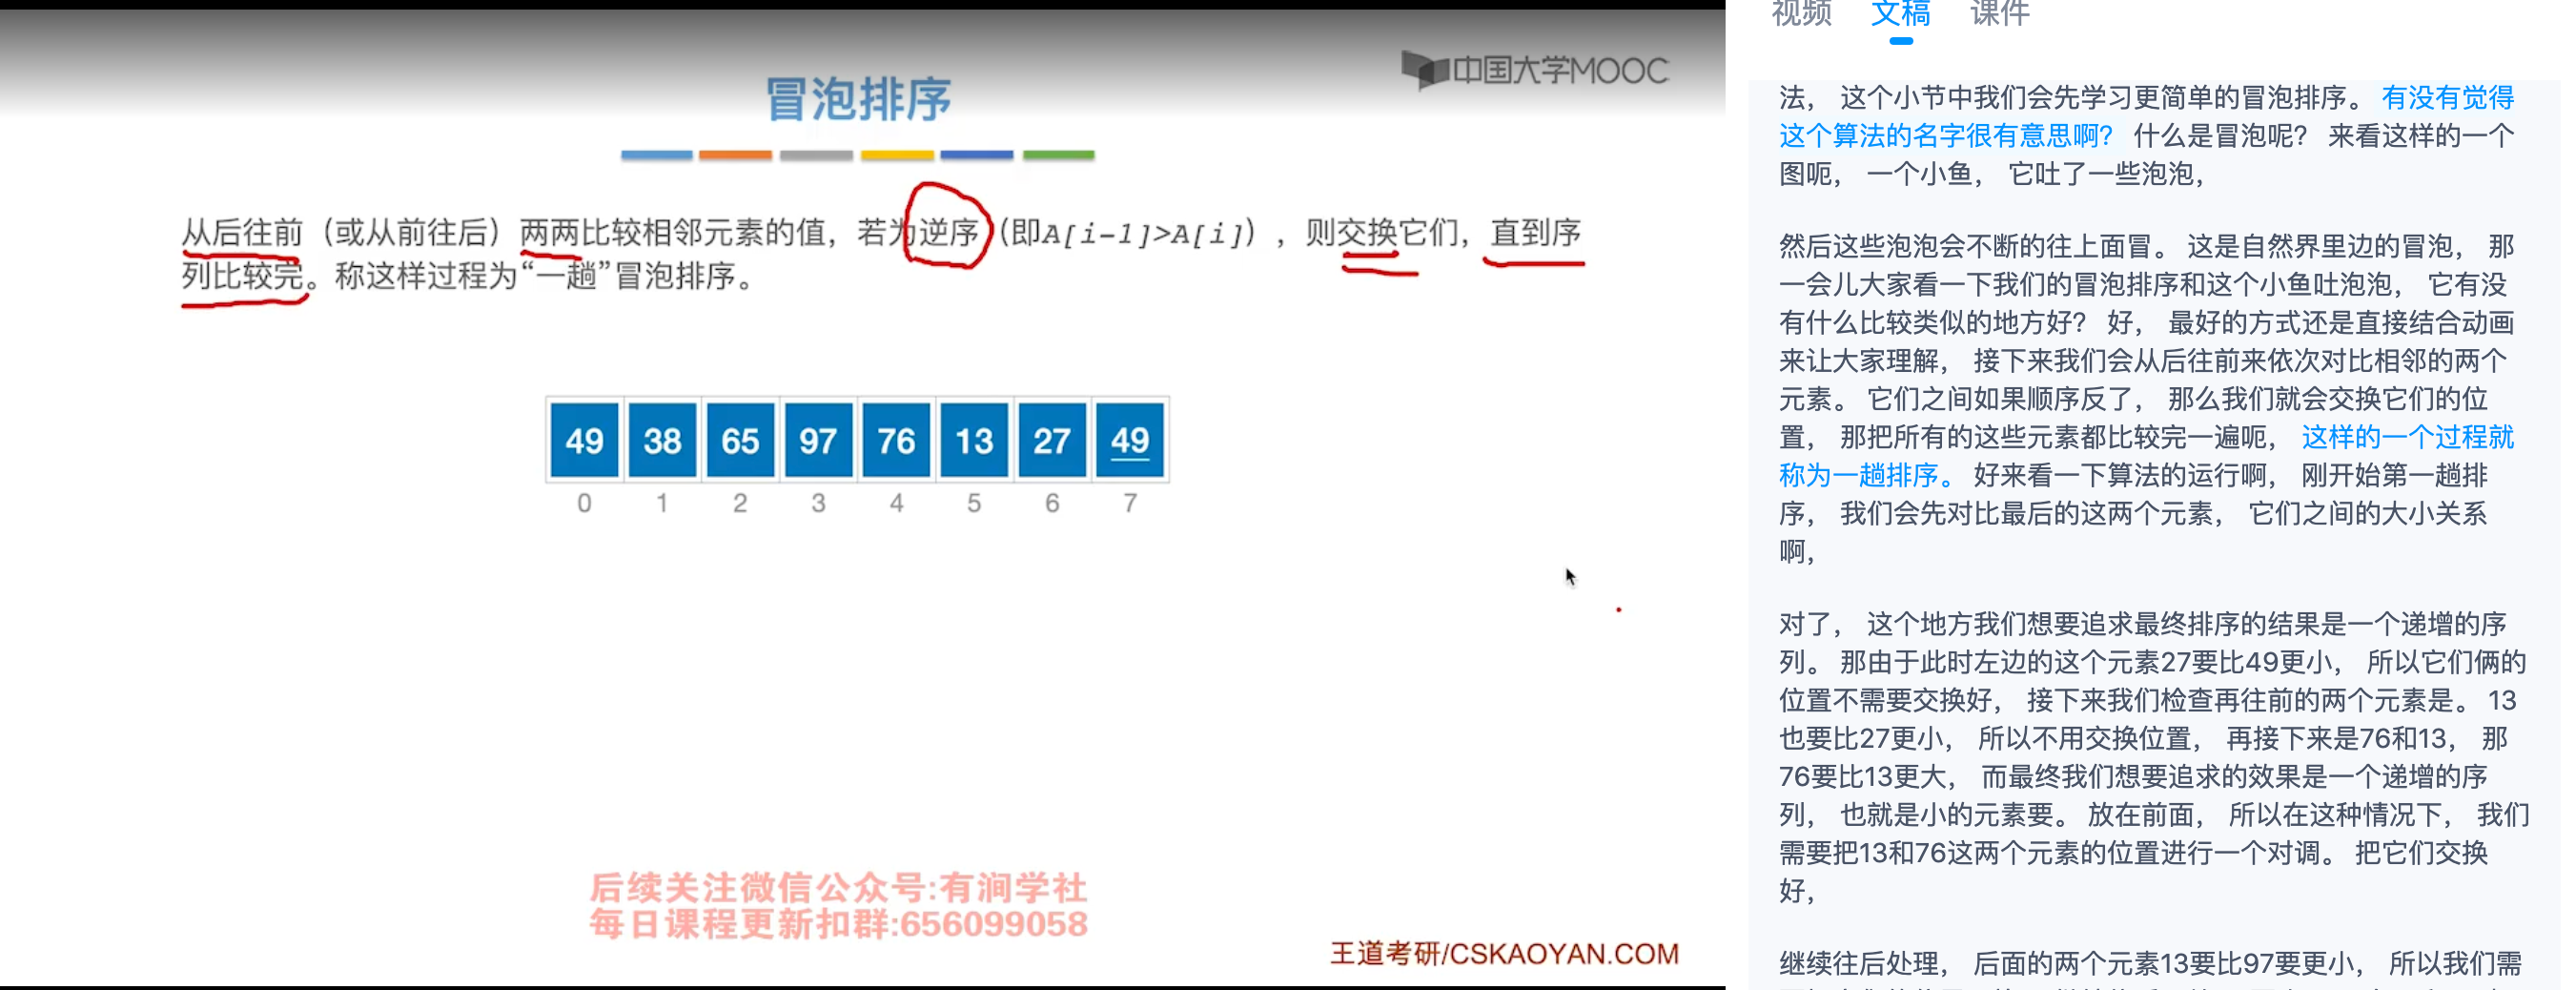 中国大学MOOC
冒泡排序
从后往前（或从前往后）两两比较相邻元素的值，若为逆序（即A[i-1]>A[i]），则交换它们，直到序
列比较完。称这样过程为“一趟”冒泡排序。
49 38 65 97 76 13 27 49
0 1 2 3 4 5 6 7
后续关注微信公众号:有涧学社
每日课程更新扣群:656099058
王道考研/CSKAOYAN.COM
视频 文稿 课件
法， 这个小节中我们会先学习更简单的冒泡排序。 有没有觉得
这个算法的名字很有意思啊? 什么是冒泡呢? 来看这样的一个
图呃， 一个小鱼， 它吐了一些泡泡，
然后这些泡泡会不断的往上面冒。 这是自然界里边的冒泡， 那
一会儿大家看一下我们的冒泡排序和这个小鱼吐泡泡， 它有没
有什么比较类似的地方好? 好， 最好的方式还是直接结合动画
来让大家理解， 接下来我们会从后往前来依次对比相邻的两个
元素。 它们之间如果顺序反了， 那么我们就会交换它们的位
置， 那把所有的这些元素都比较完一遍呃， 这样的一个过程就
称为一趟排序。 好来看一下算法的运行啊， 刚开始第一趟排
序， 我们会先对比最后的这两个元素， 它们之间的大小关系
啊，
对了， 这个地方我们想要追求最终排序的结果是一个递增的序
列。 那由于此时左边的这个元素27要比49更小， 所以它们俩的
位置不需要交换好， 接下来我们检查再往前的两个元素是。 13
也要比27更小， 所以不用交换位置， 再接下来是76和13， 那
76要比13更大， 而最终我们想要追求的效果是一个递增的序
列， 也就是小的元素要。 放在前面， 所以在这种情况下， 我们
需要把13和76这两个元素的位置进行一个对调。 把它们交换
好，
继续往后处理， 后面的两个元素13要比97要更小， 所以我们需